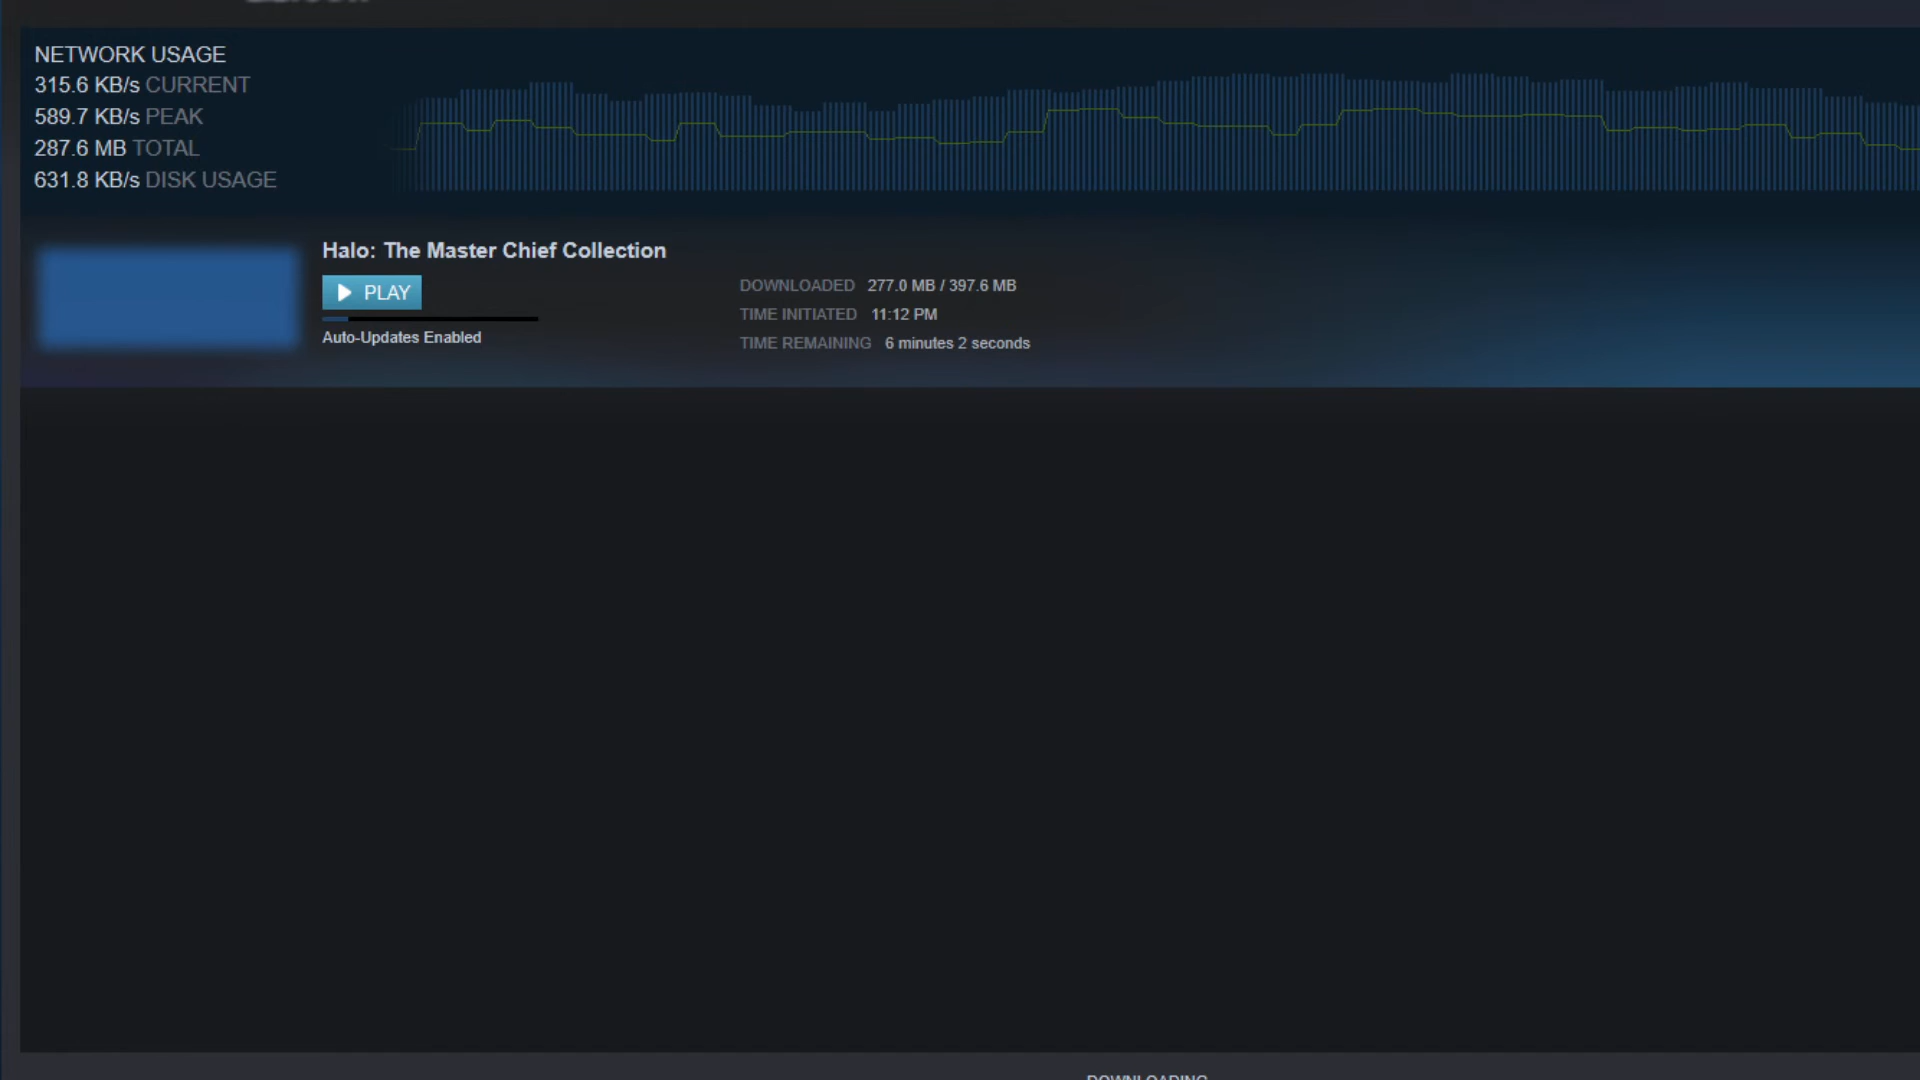 NETWORK USAGE
315.6 KB/s CURRENT
589.7 KB/s PEAK
287.6 MB TOTAL
631.8 KB/s DISK USAGE
Halo: The Master Chief Collection
PLAY
Auto-Updates Enabled
DOWNLOADED 277.0 MB / 397.6 MB
TIME INITIATED 11:12 PM
TIME REMAINING 6 minutes 2 seconds
DOWNLOADING